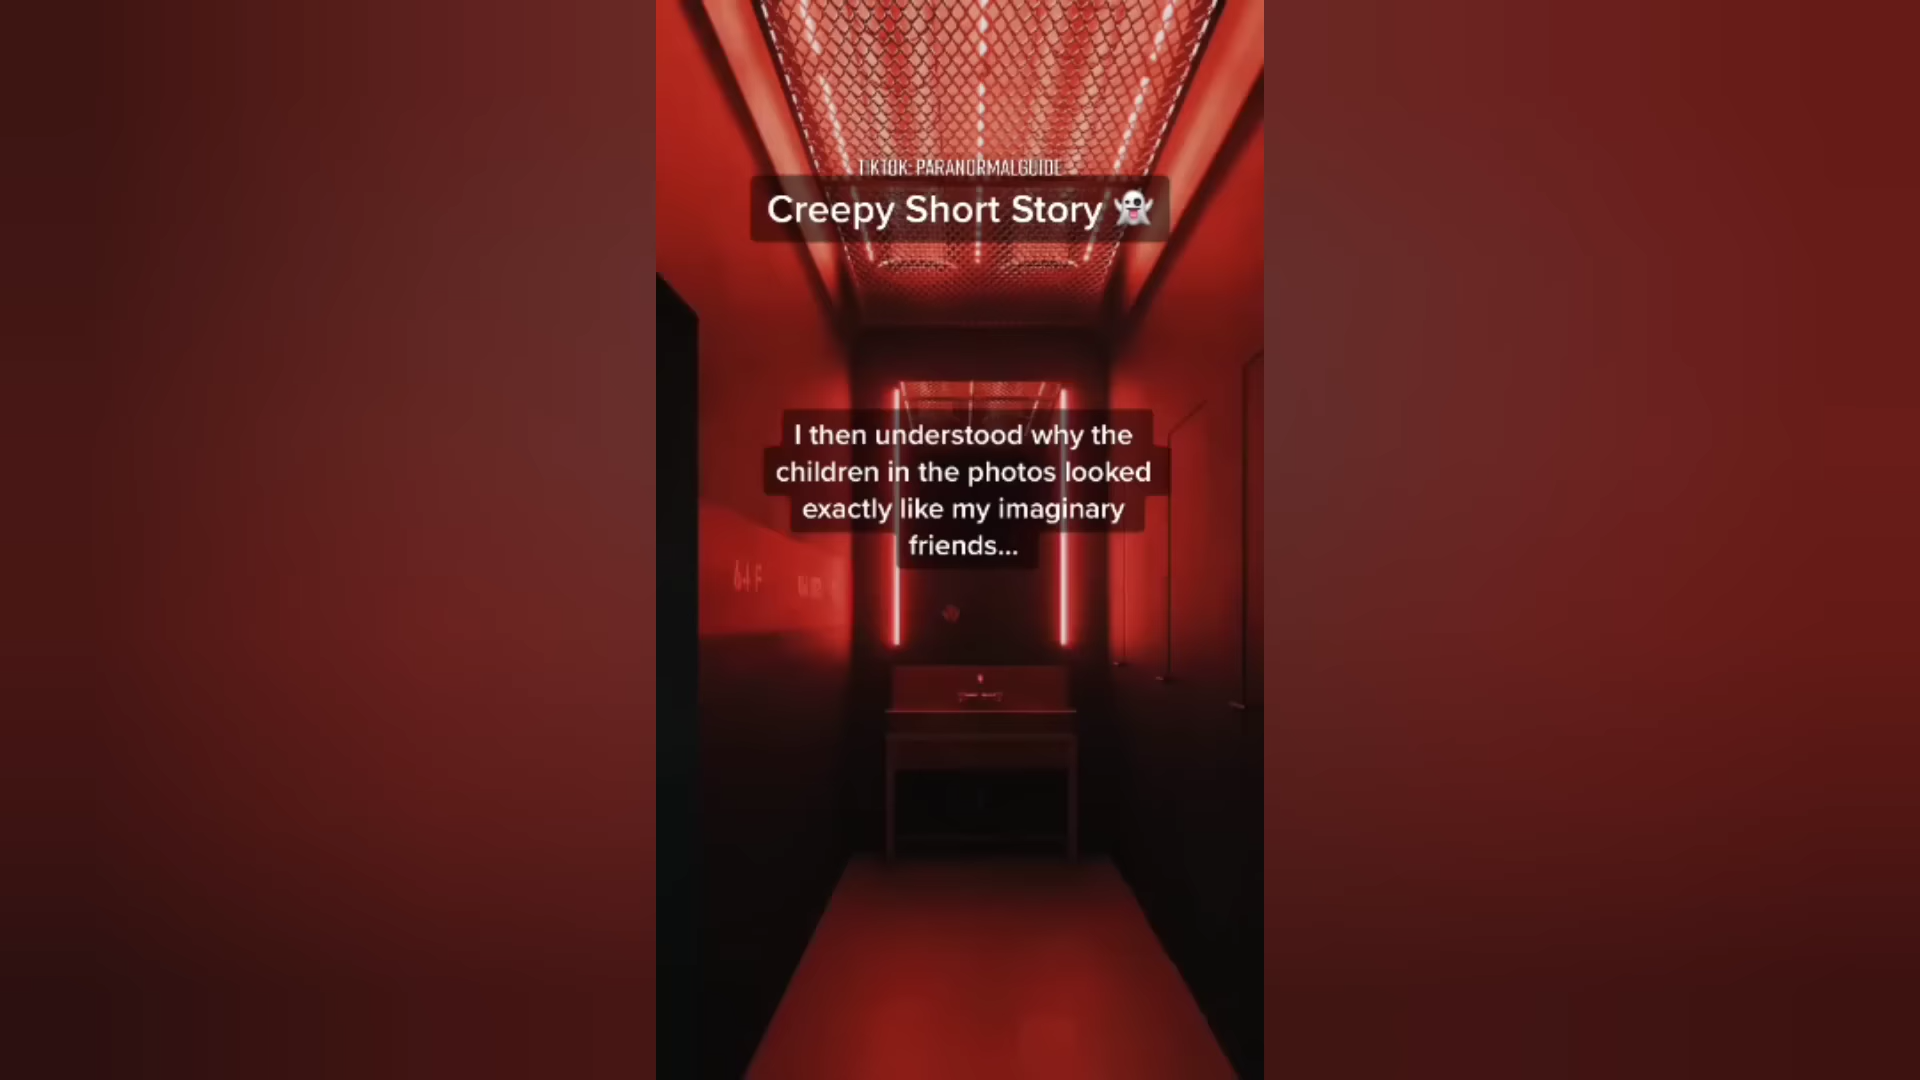 TIKTOK: PARANORMALGUIDE
Creepy Short Story 👻
I then understood why the
children in the photos looked
exactly like my imaginary
friends...